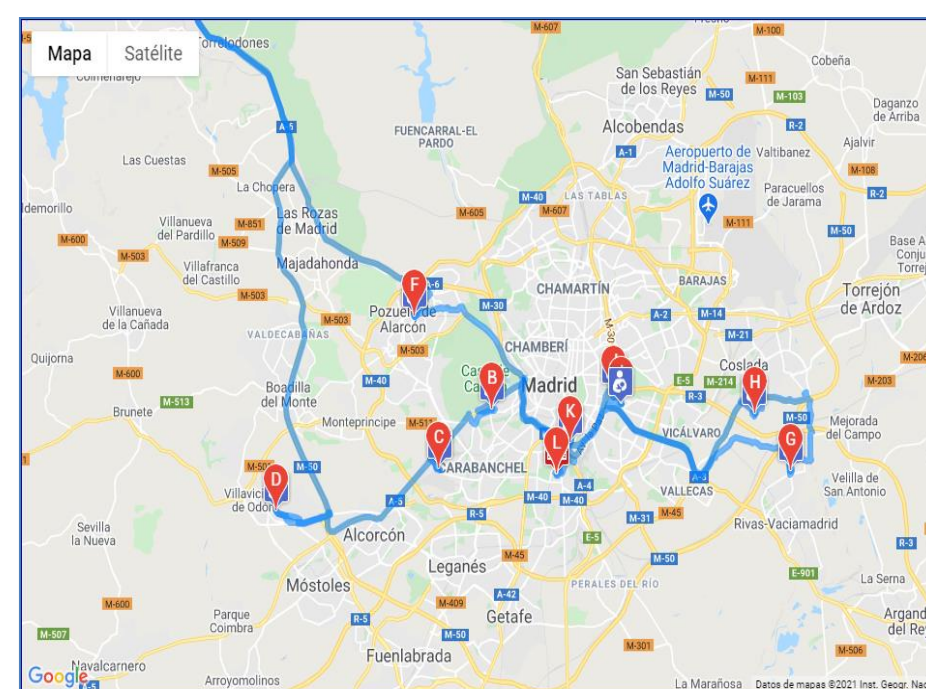 M-607
M-100
Mapa
Satélite
Torrelodones
Colmenarejo
Cobeña
San Sebastián
de los Reyes
M-111
M-50
M-103
Daganzo
de Arriba
Alcobendas
R-2
A-6
FUENCARRAL-EL
PARDO
A-1
Aeropuerto de
Madrid-Barajas
Adolfo Suárez
Valtibanez
Ajalvir
M-108
Las Cuestas
M-505
La Chopera
M-40
LAS TABLAS
Paracuellos
de Jarama
R-2
Villanueva
del Pardillo
M-851
Las Rozas
de Madrid
M-605
M-607
M-111
M-50
M-600
M-503
M-509
Villafranca
del Castillo
Majadahonda
BARAJAS
M-503
F
A-6
CHAMARTÍN
Torrejón
de Ardoz
Villanueva
de la Cañada
M-503
Pozuelo de
Alarcón
M-30
A-2
M-14
M-21
VALDECABAÑAS
CHAMBERÍ
M-30
Quijorna
M-503
Coslada
M-206
M-600
M-40
B
Madrid
E-5
M-214
H
M-203
Boadilla
del Monte
R-3
M-513
Brunete
Monteprincipe
M-511
K
M-50
Mejorada
del Campo
C
VICÁLVARO
G
L
CARABANCHEL
M-50
A-3
D
Villaviciosa
de Odón
M-40
A-4
M-40
VALLECAS
Velilla de
San Antonio
A-5
R-5
M-31
M-45
Sevilla
la Nueva
Alcorcón
E-5
Rivas-Vaciamadrid
R-3
M-45
M-50
Leganés
E-901
La Serna
Móstoles
PERALES DEL RÍO
A-42
M-600
M-409
Parque
Coimbra
R-5
Getafe
M-507
M-50
M-301
M-506
Fuenlabrada
Navalcarnero
Google
A-5
Arroyomolinos
La Marañosa
Datos de mapas ©2021 Inst. Geogr. Nac